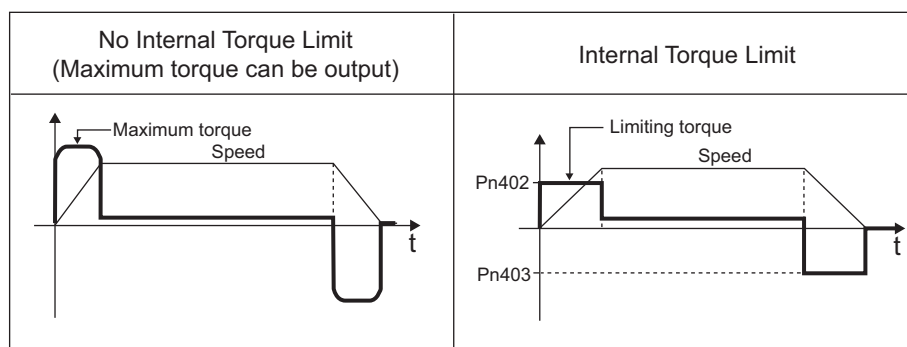 No Internal Torque Limit
(Maximum torque can be output)
Internal Torque Limit
Maximum torque
Speed
t
Limiting torque
Speed
Pn402
t
Pn403